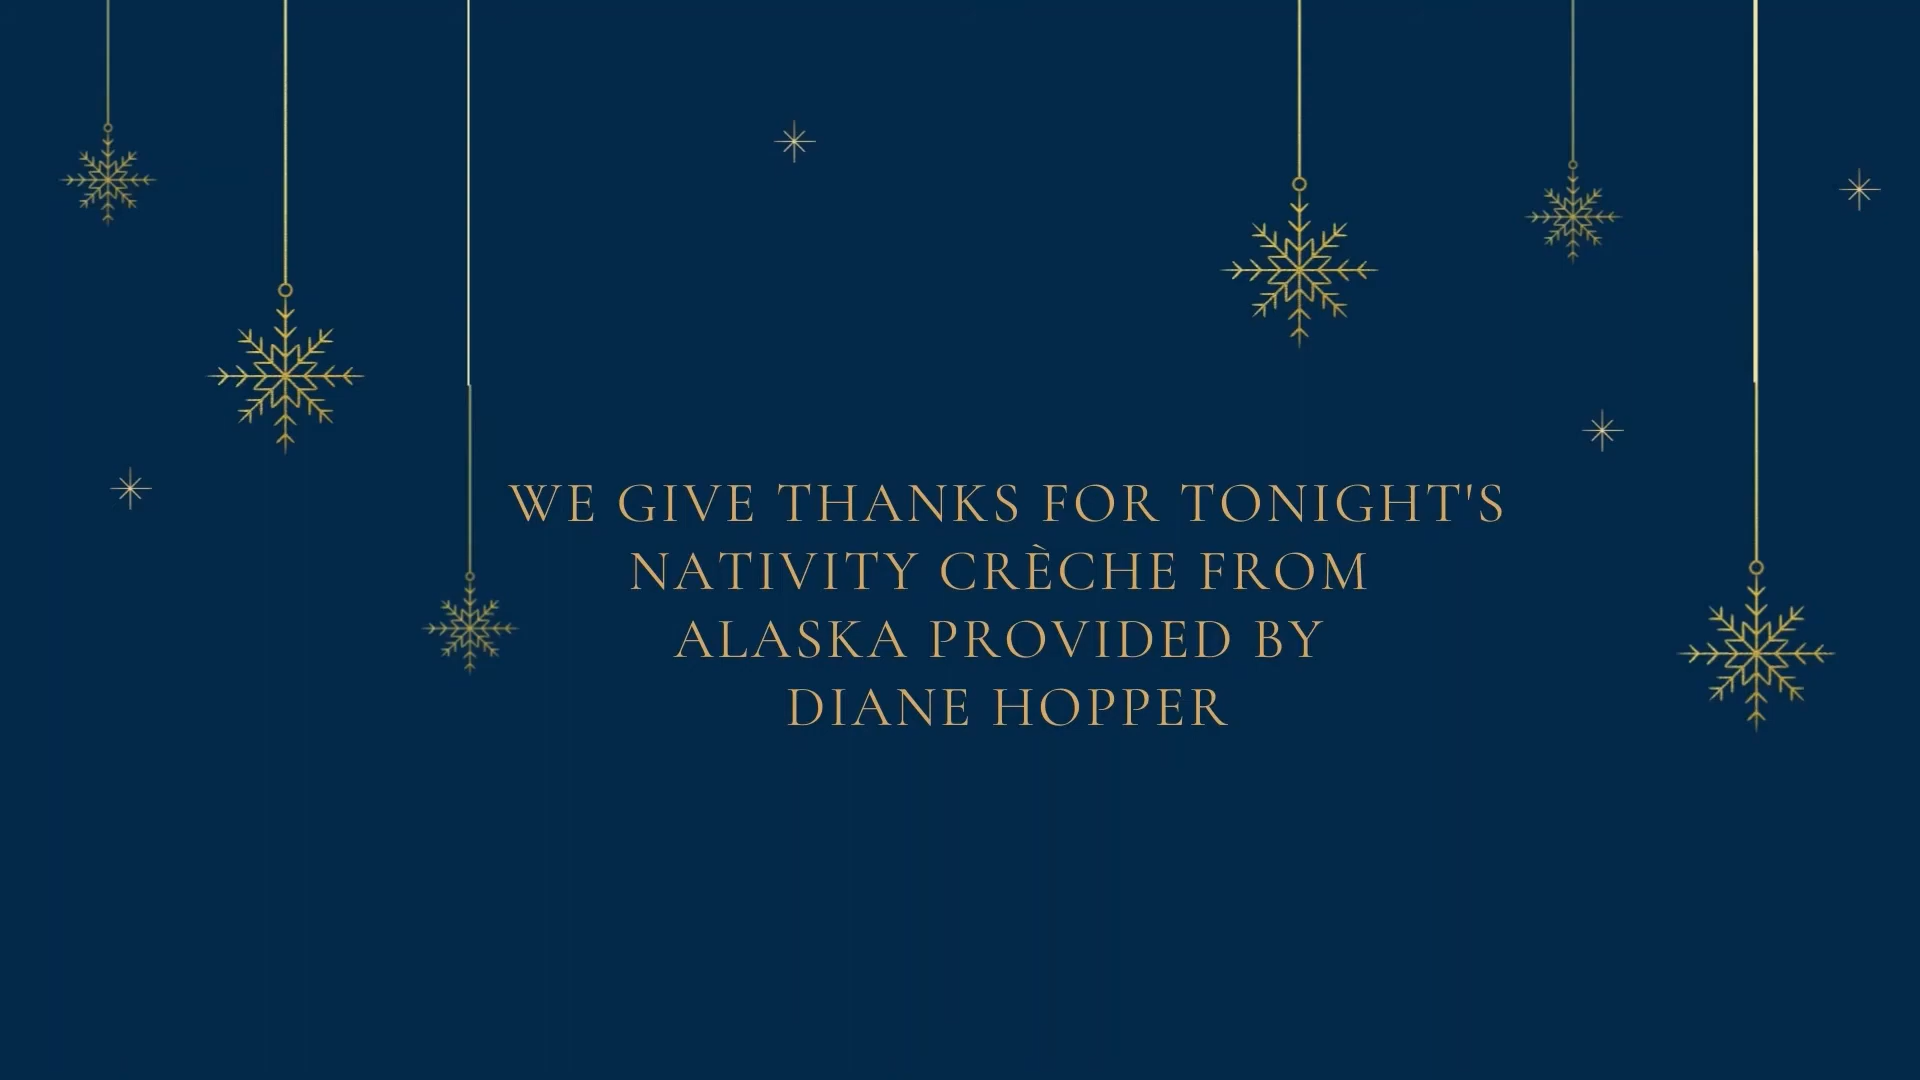 WE GIVE THANKS FOR TONIGHT'S
NATIVITY CRÈCHE FROM
ALASKA PROVIDED BY
DIANE HOPPER